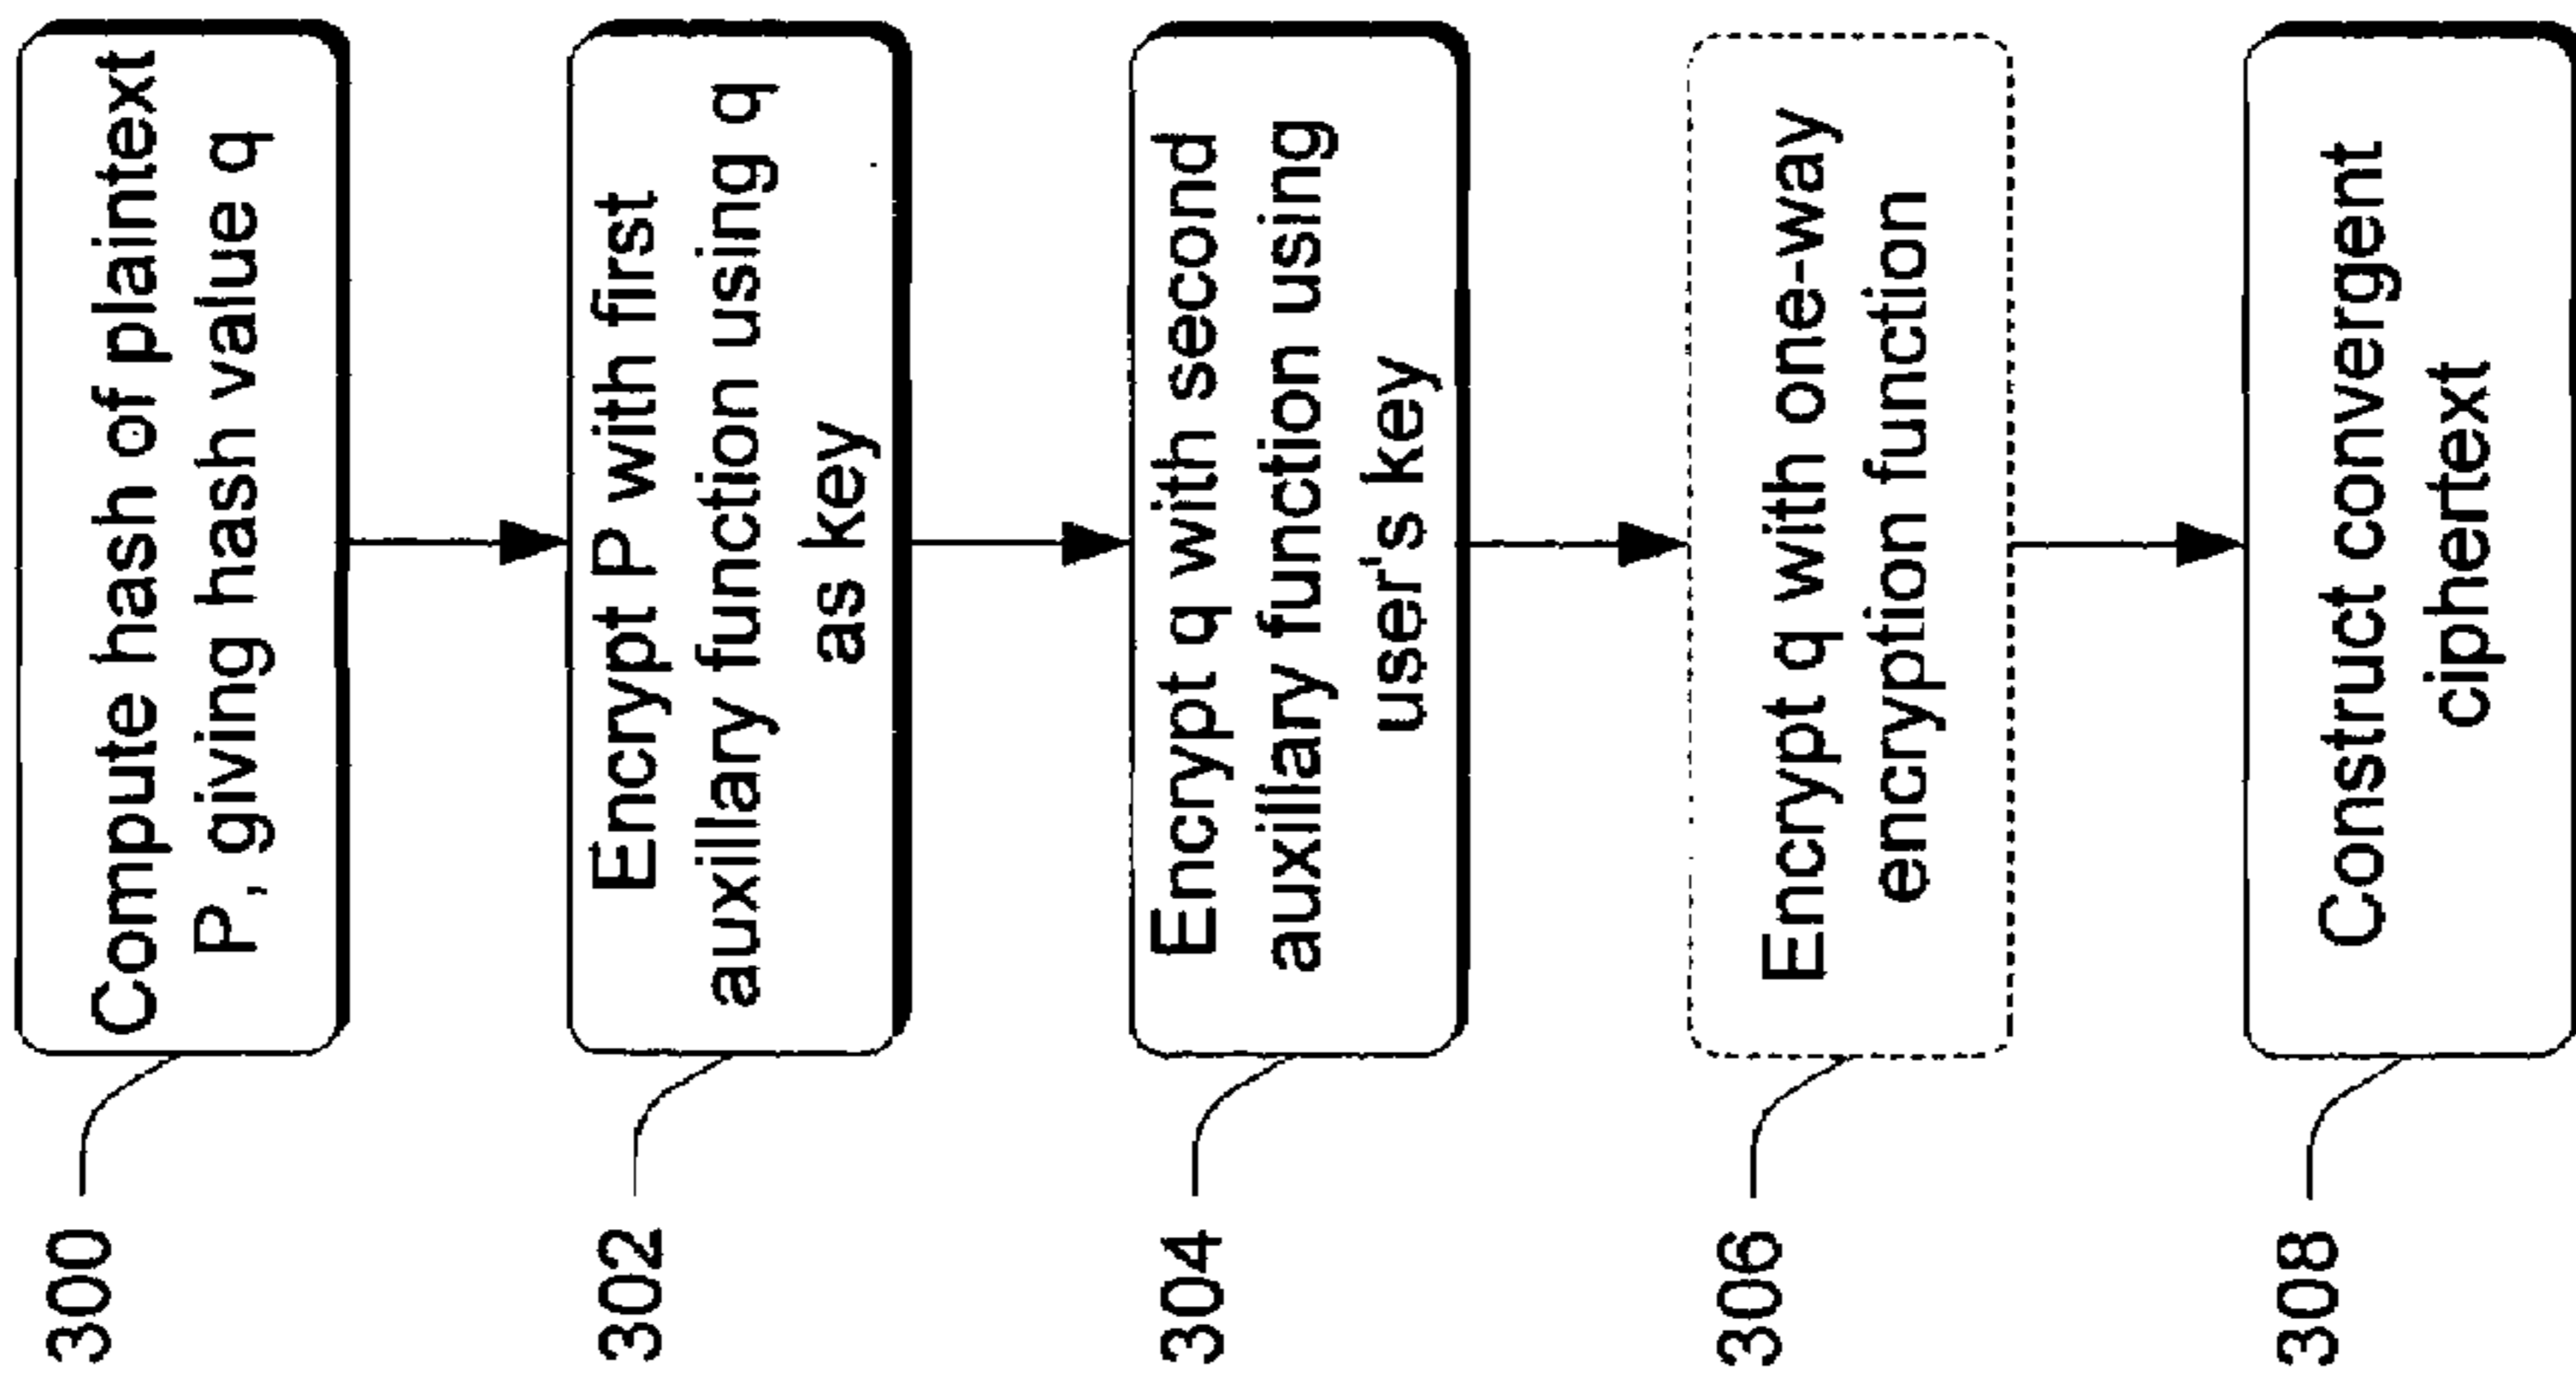 300
Compute hash of plaintext
P, giving hash value q
302
Encrypt P with first
auxillary function using q
as key
304
Encrypt q with second
auxillary function using
user's key
306
Encrypt q with one-way
encryption function
308
Construct convergent
ciphertext